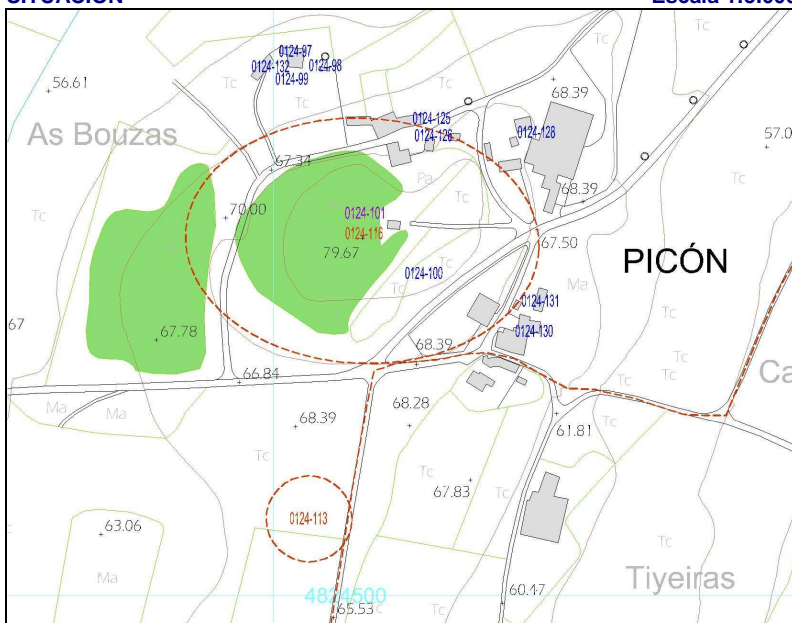 SITUACIÓN
Tc
0124-97
0124-132
0124-98
0124-99
Tc
Tc
Tc
56.61
68.39
As Bouzas
0124-125
0124-126
0124-128
57.0
67.34
Pa
Tc
Tc
70.00
0124-101
0124-116
79.67
68.39
67.50
PICÓN
0124-100
Ma
Tc
0124-131
0124-130
67
67.78
Tc
Tc
Tc
68.39
66.84
Ca
Ma
Ma
68.39
68.28
61.81
Tc
Tc
Tc
67.83
Tc
0124-113
63.06
Tc
Ma
Tiyeiras
4824500
60.47
65.53
Tc
Tc